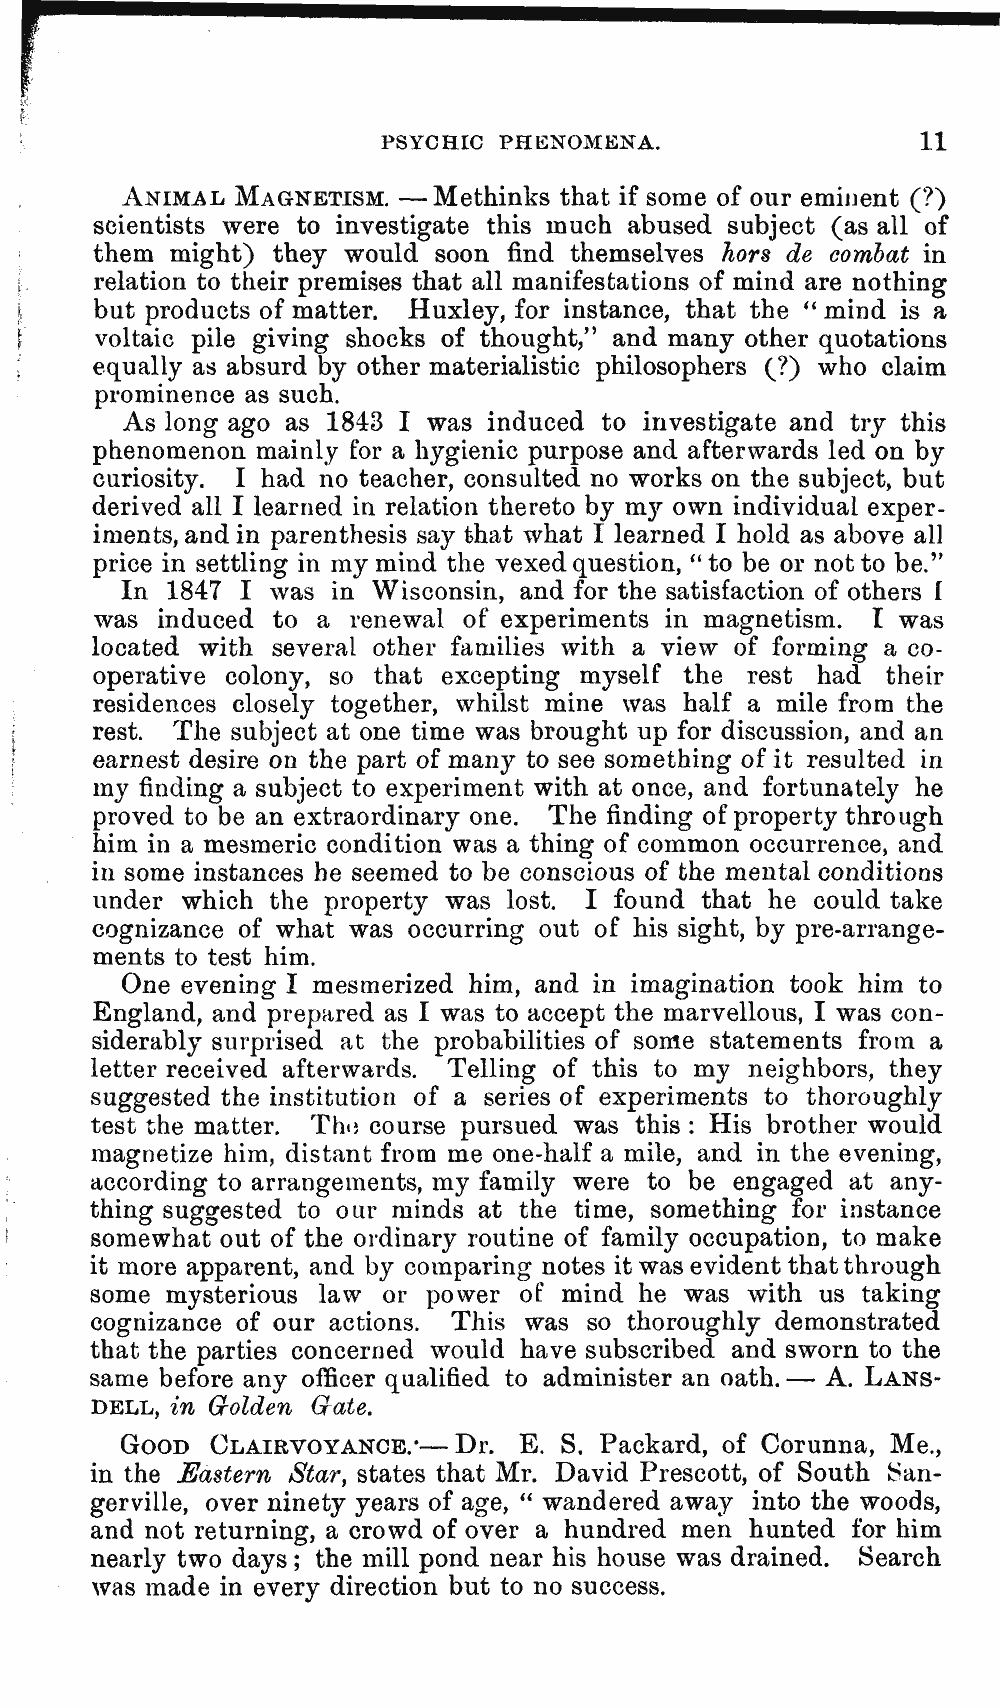 PSYCHIC PHENOMENA. 11
ANIMAL MAGNETISM. — Methinks that if some of our eminent (?)
scientists were to investigate this much abused subject (as all of
them might) they would soon find themselves hors de combat in
relation to their premises that all manifestations of mind are nothing
but products of matter. Huxley, for instance, that the “ mind is a
voltaic pile giving shocks of thought,” and many other quotations
equally as absurd by other materialistic philosophers (?) who claim
prominence as such.
As long ago as 1843 I was induced to investigate and try this
phenomenon mainly for a hygienic purpose and afterwards led on by
curiosity. I had no teacher, consulted no works on the subject, but
derived all I learned in relation thereto by my own individual exper-
iments, and in parenthesis say that what I learned I hold as above all
price in settling in my mind the vexed question, “ to be or not to be.”
In 1847 I was in Wisconsin, and for the satisfaction of others I
was induced to a renewal of experiments in magnetism. I was
located with several other families with a view of forming a co-
operative colony, so that excepting myself the rest had their
residences closely together, whilst mine was half a mile from the
rest. The subject at one time was brought up for discussion, and an
earnest desire on the part of many to see something of it resulted in
my finding a subject to experiment with at once, and fortunately he
proved to be an extraordinary one. The finding of property through
him in a mesmeric condition was a thing of common occurrence, and
in some instances he seemed to be conscious of the mental conditions
under which the property was lost. I found that he could take
cognizance of what was occurring out of his sight, by pre-arrange-
ments to test him.
One evening I mesmerized him, and in imagination took him to
England, and prepared as I was to accept the marvellous, I was con-
siderably surprised at the probabilities of some statements from a
letter received afterwards. Telling of this to my neighbors, they
suggested the institution of a series of experiments to thoroughly
test the matter. The course pursued was this : His brother would
magnetize him, distant from me one-half a mile, and in the evening,
according to arrangements, my family were to be engaged at any-
thing suggested to our minds at the time, something for instance
somewhat out of the ordinary routine of family occupation, to make
it more apparent, and by comparing notes it was evident that through
some mysterious law or power of mind he was with us taking
cognizance of our actions. This was so thoroughly demonstrated
that the parties concerned would have subscribed and sworn to the
same before any officer qualified to administer an oath. — A. LANS-
DELL, in Golden Gate.
GOOD CLAIRVOYANCE.— Dr. E. S. Packard, of Corunna, Me.,
in the Eastern Star, states that Mr. David Prescott, of South San-
gerville, over ninety years of age, “ wandered away into the woods,
and not returning, a crowd of over a hundred men hunted for him
nearly two days ; the mill pond near his house was drained. Search
was made in every direction but to no success.